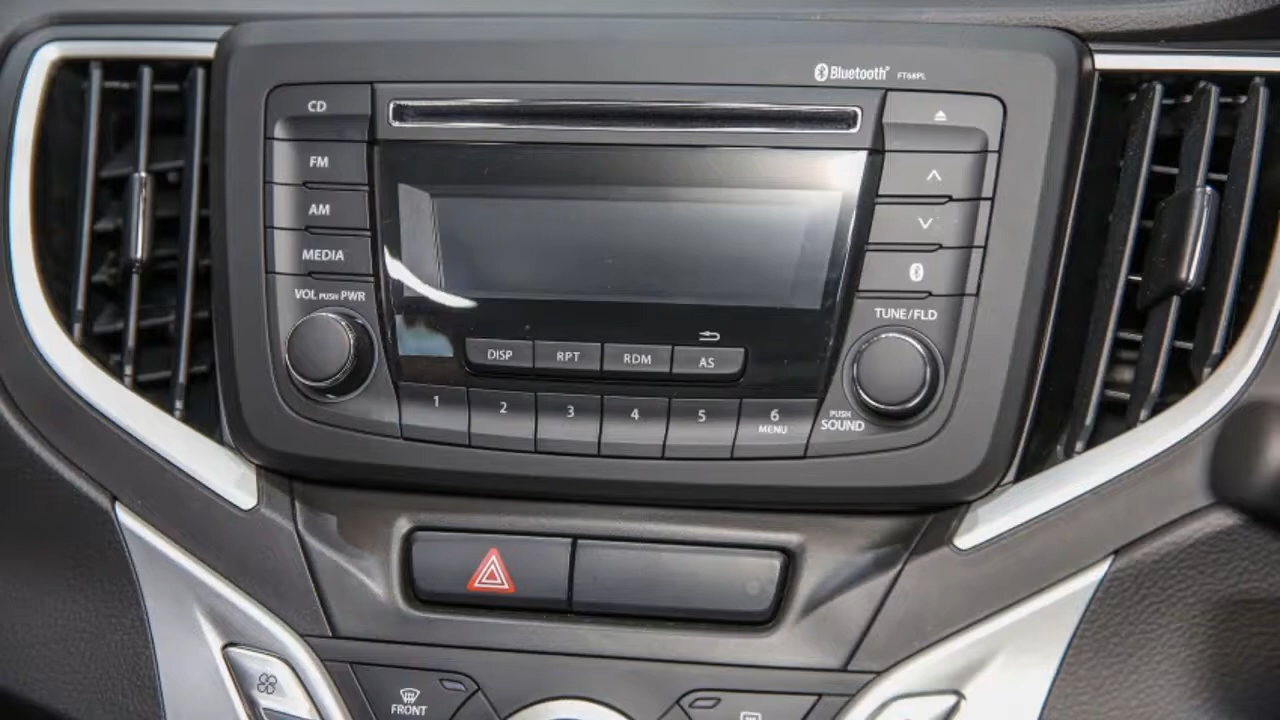 Bluetooth® FT68PL
CD
FM
AM
MEDIA
VOL PUSH PWR
TUNE/FLD
DISP RPT RDM AS
1 2 3 4 5 6
MENU
PUSH
SOUND
FRONT